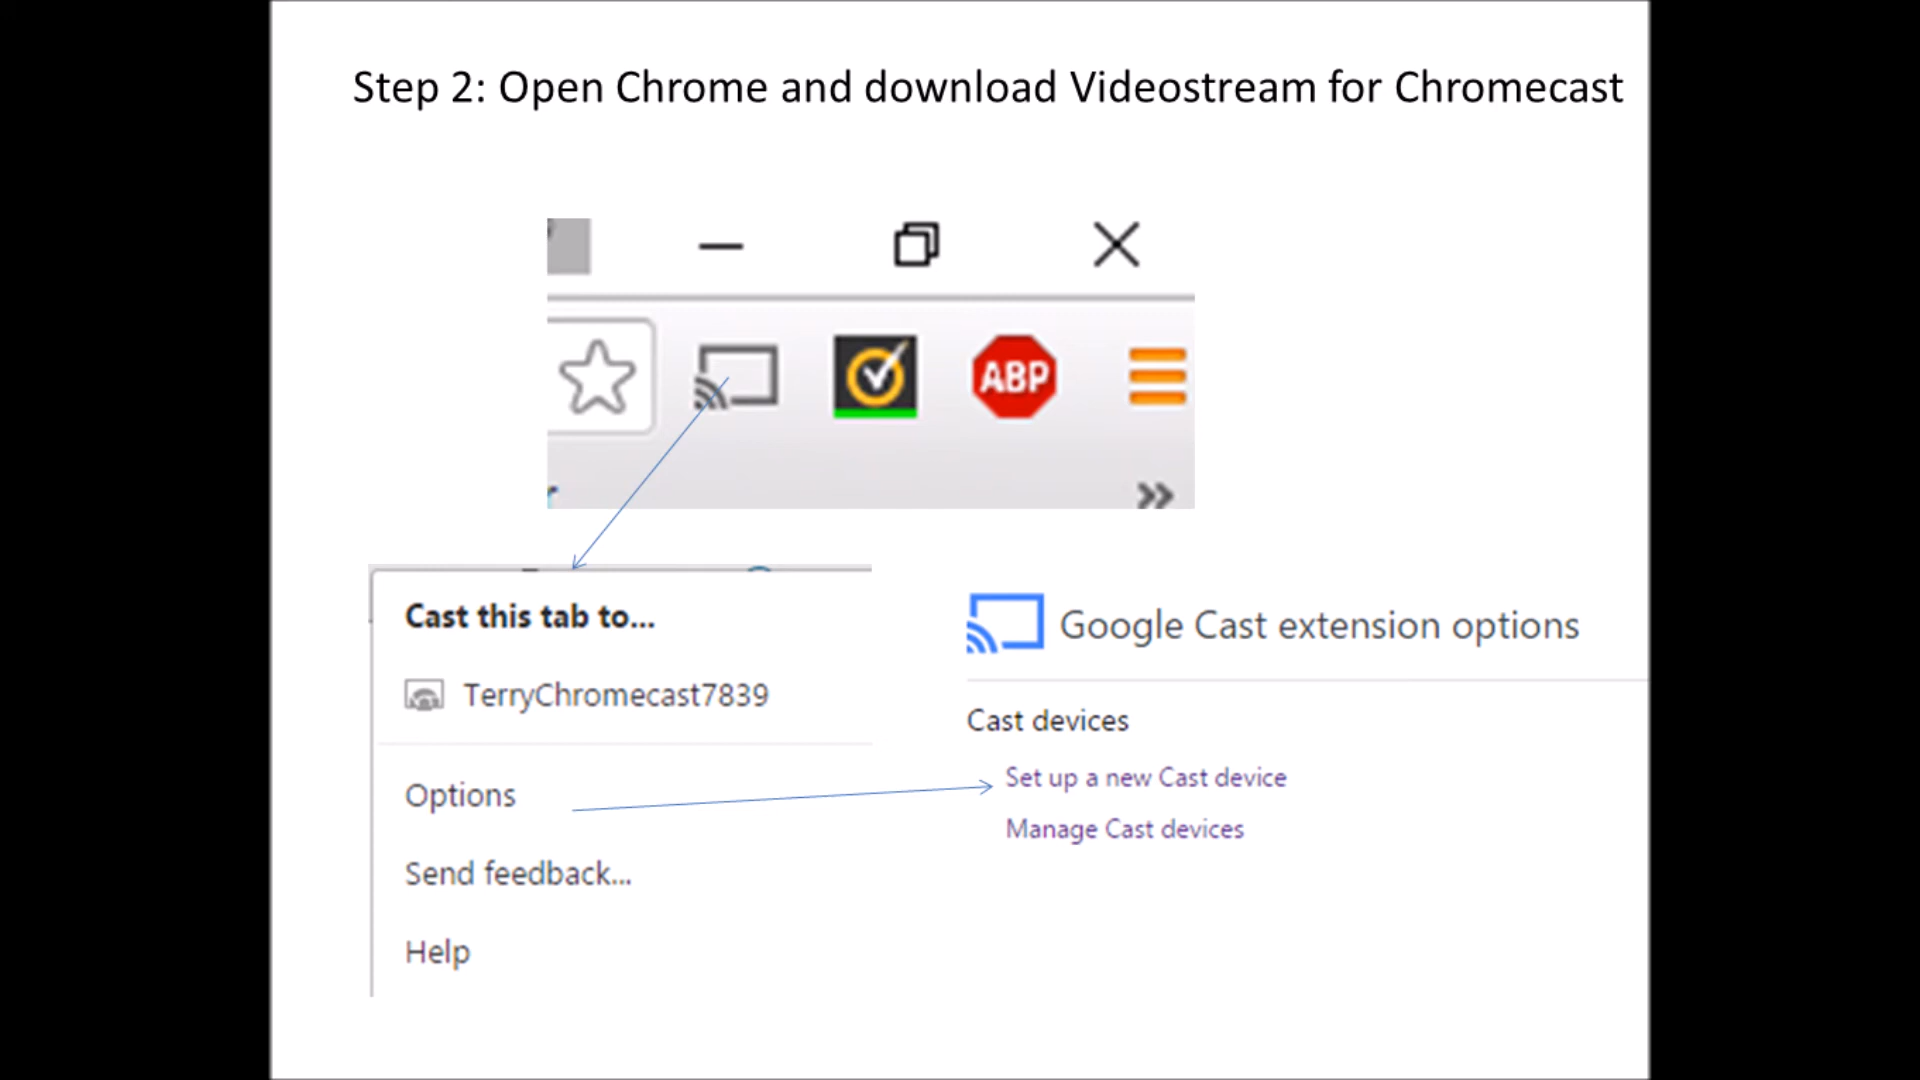 Step 2: Open Chrome and download Videostream for Chromecast
ABP
Cast this tab to...
TerryChromecast7839
Options
Send feedback...
Help
Google Cast extension options
Cast devices
Set up a new Cast device
Manage Cast devices